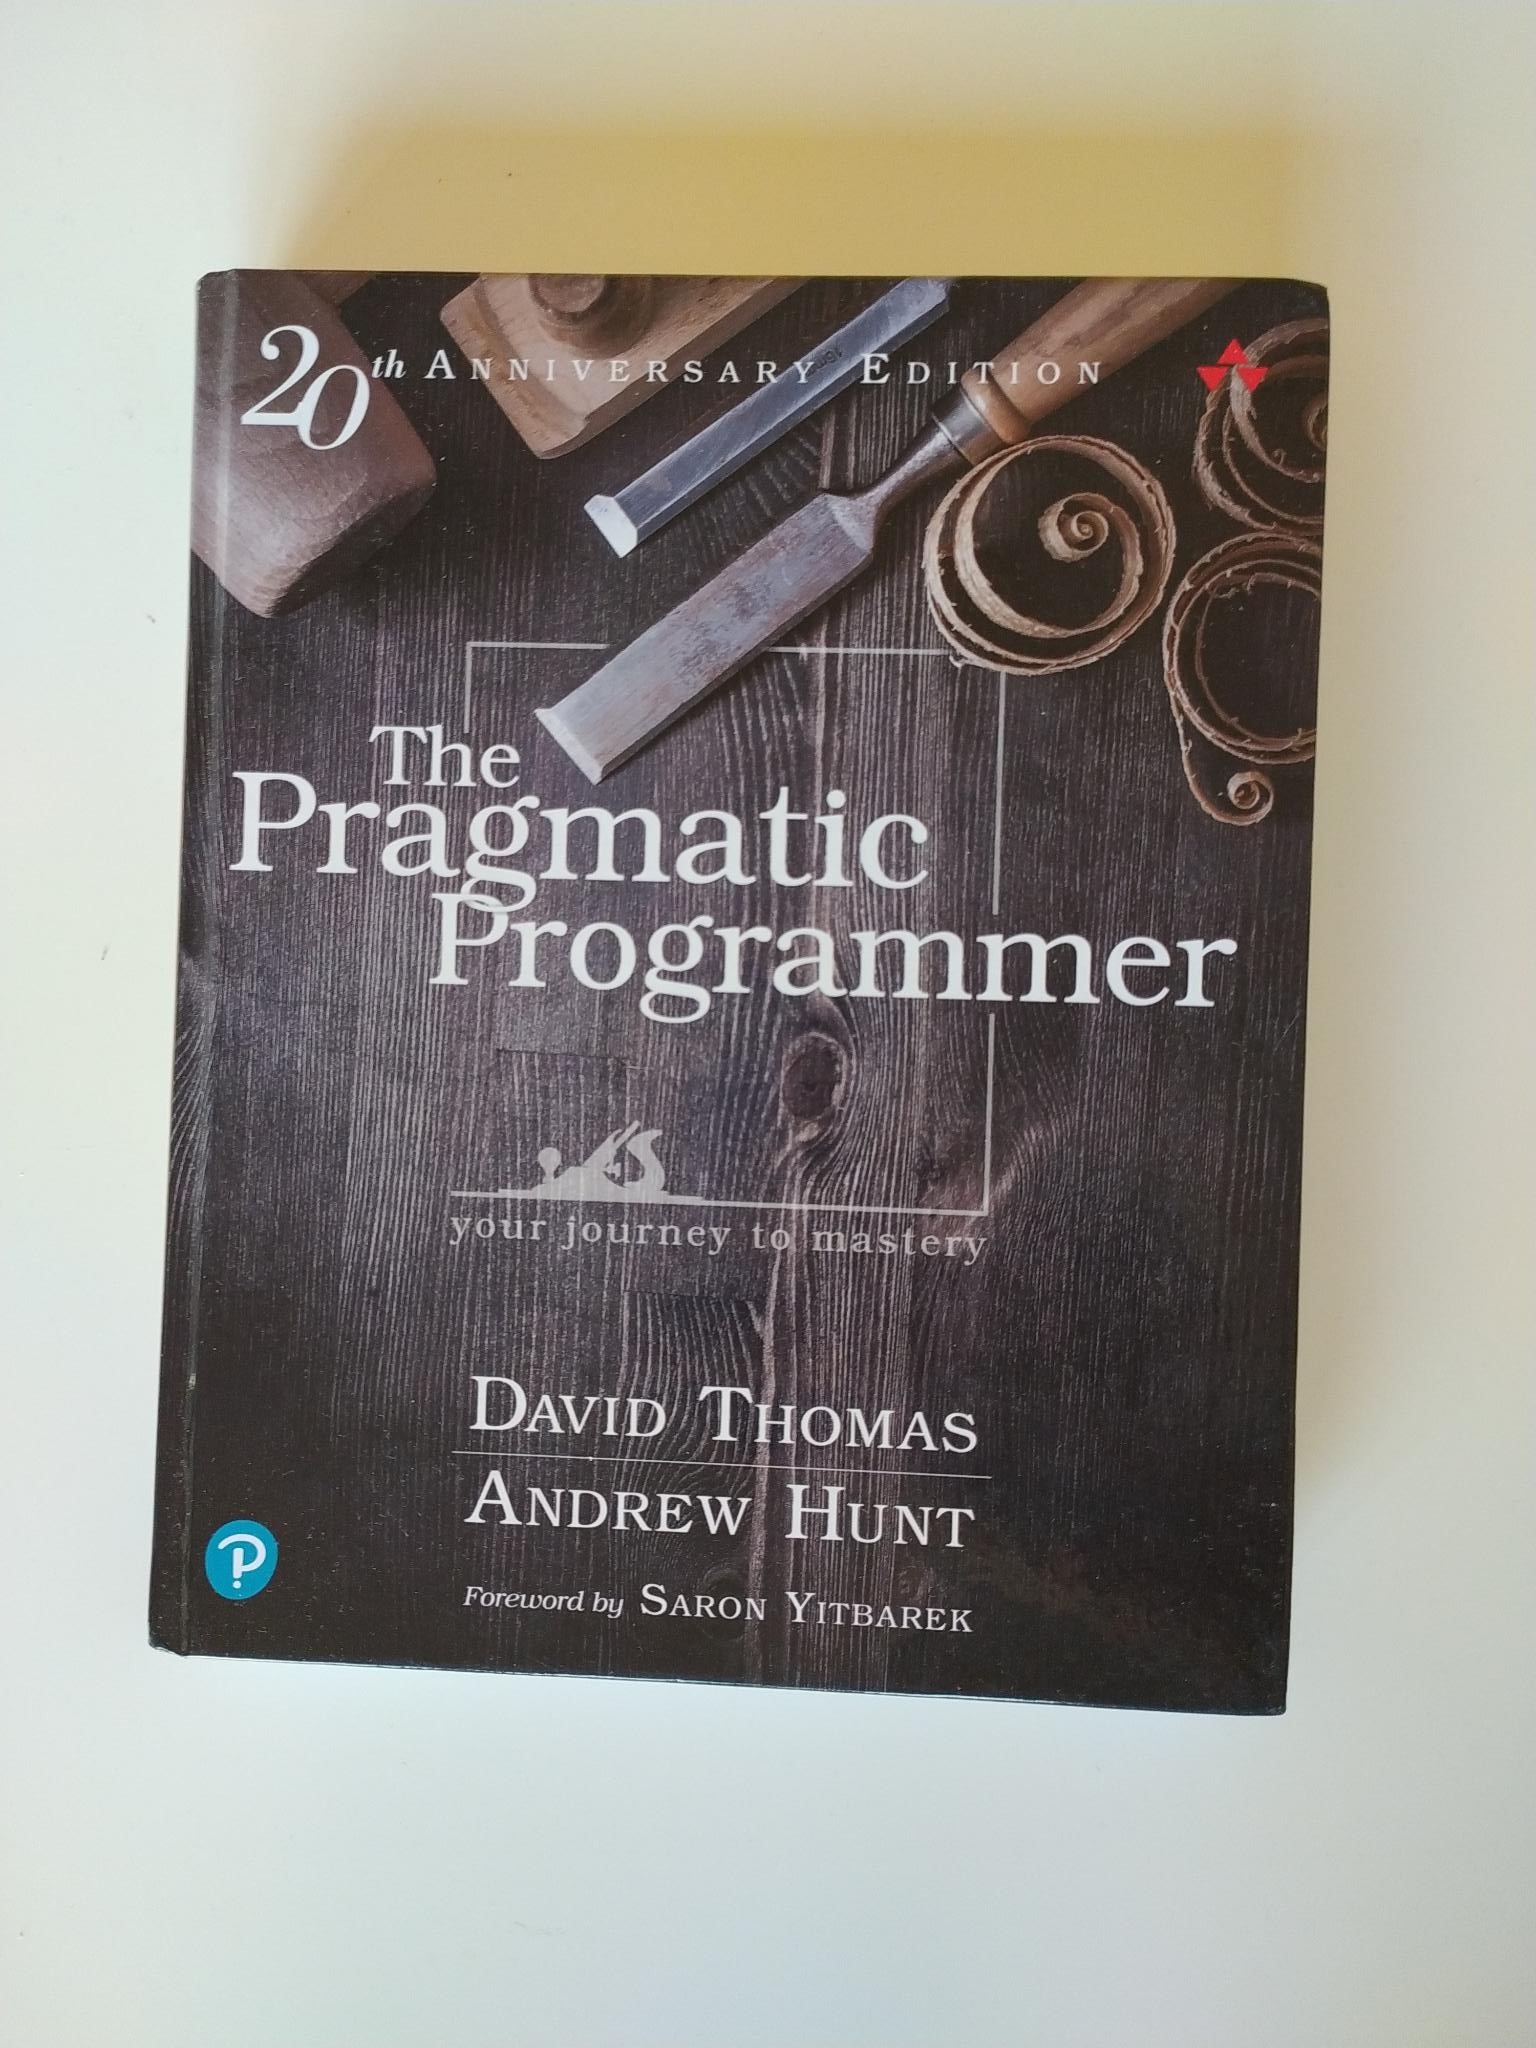 20th ANNIVERSARY EDITION
The
Pragmatic
Programmer
your journey to mastery
DAVID THOMAS
ANDREW HUNT
Foreword by SARON YITBAREK